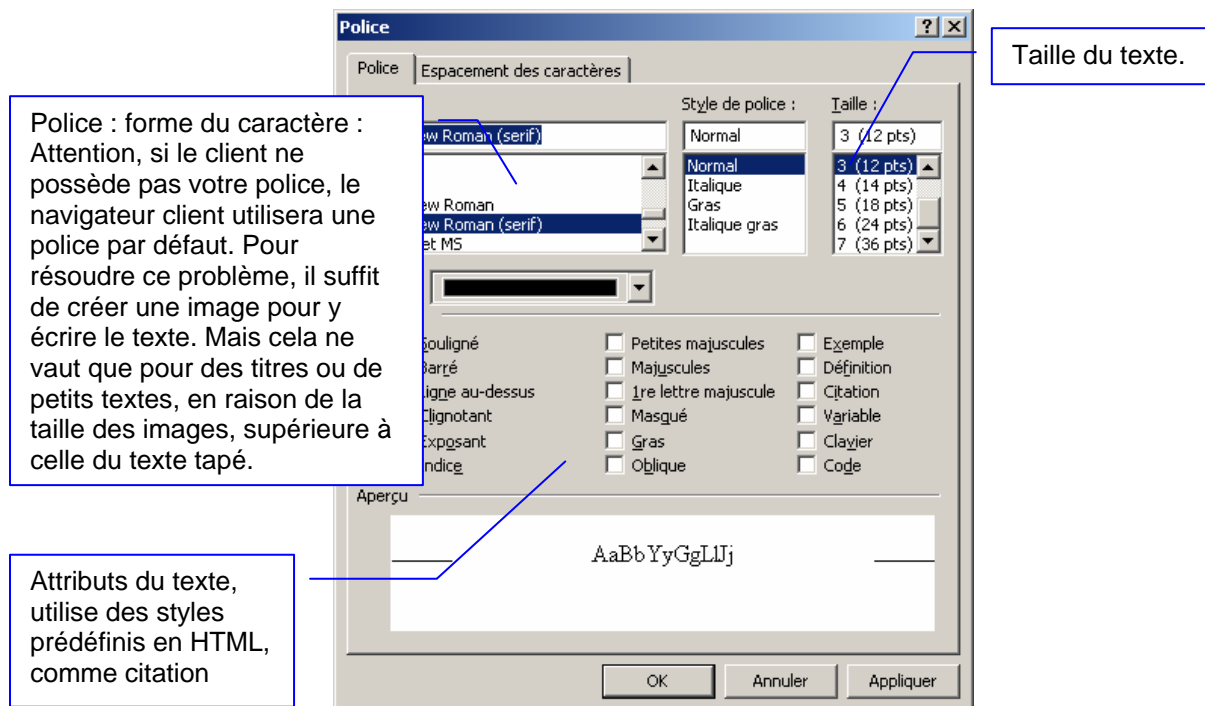 Police
Police
Espacement des caractères
Taille du texte.
Style de police :
Taille :
ew Roman (serif)
Normal
3 (12 pts)
ew Roman
ew Roman (serif)
et MS
Normal
Italique
Gras
Italique gras
3 (12 pts)
4 (14 pts)
5 (18 pts)
6 (24 pts)
7 (36 pts)
Police : forme du caractère :
Attention, si le client ne
possède pas votre police, le
navigateur client utilisera une
police par défaut. Pour
résoudre ce problème, il suffit
de créer une image pour y
écrire le texte. Mais cela ne
vaut que pour des titres ou de
petits textes, en raison de la
taille des images, supérieure à
celle du texte tapé.
Souligné
Barré
Ligne au-dessus
Clignotant
Exposant
Indice
Petites majuscules
Majuscules
1re lettre majuscule
Masqué
Gras
Oblique
Exemple
Définition
Citation
Variable
Clavier
Code
Aperçu
AaBbYyGgLlJj
Attributs du texte,
utilise des styles
prédéfinis en HTML,
comme citation
OK
Annuler
Appliquer